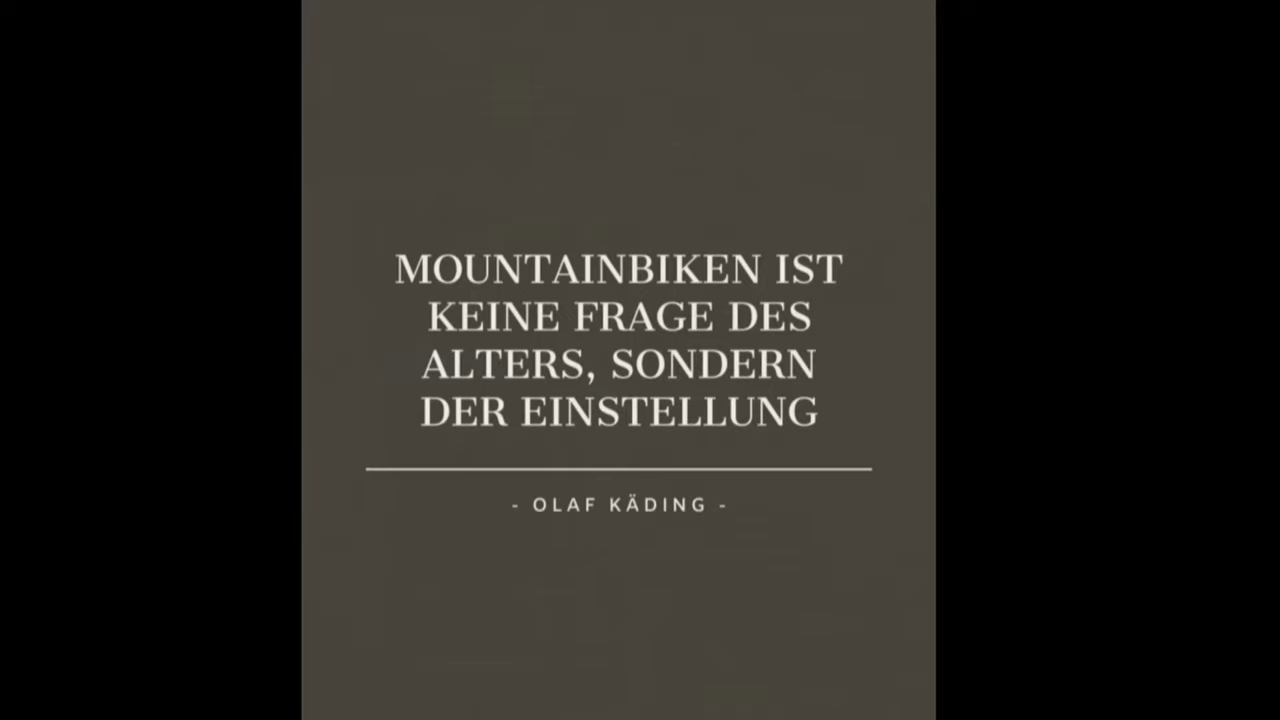 MOUNTAINBIKEN IST
KEINE FRAGE DES
ALTERS, SONDERN
DER EINSTELLUNG
- OLAF KÄDING -